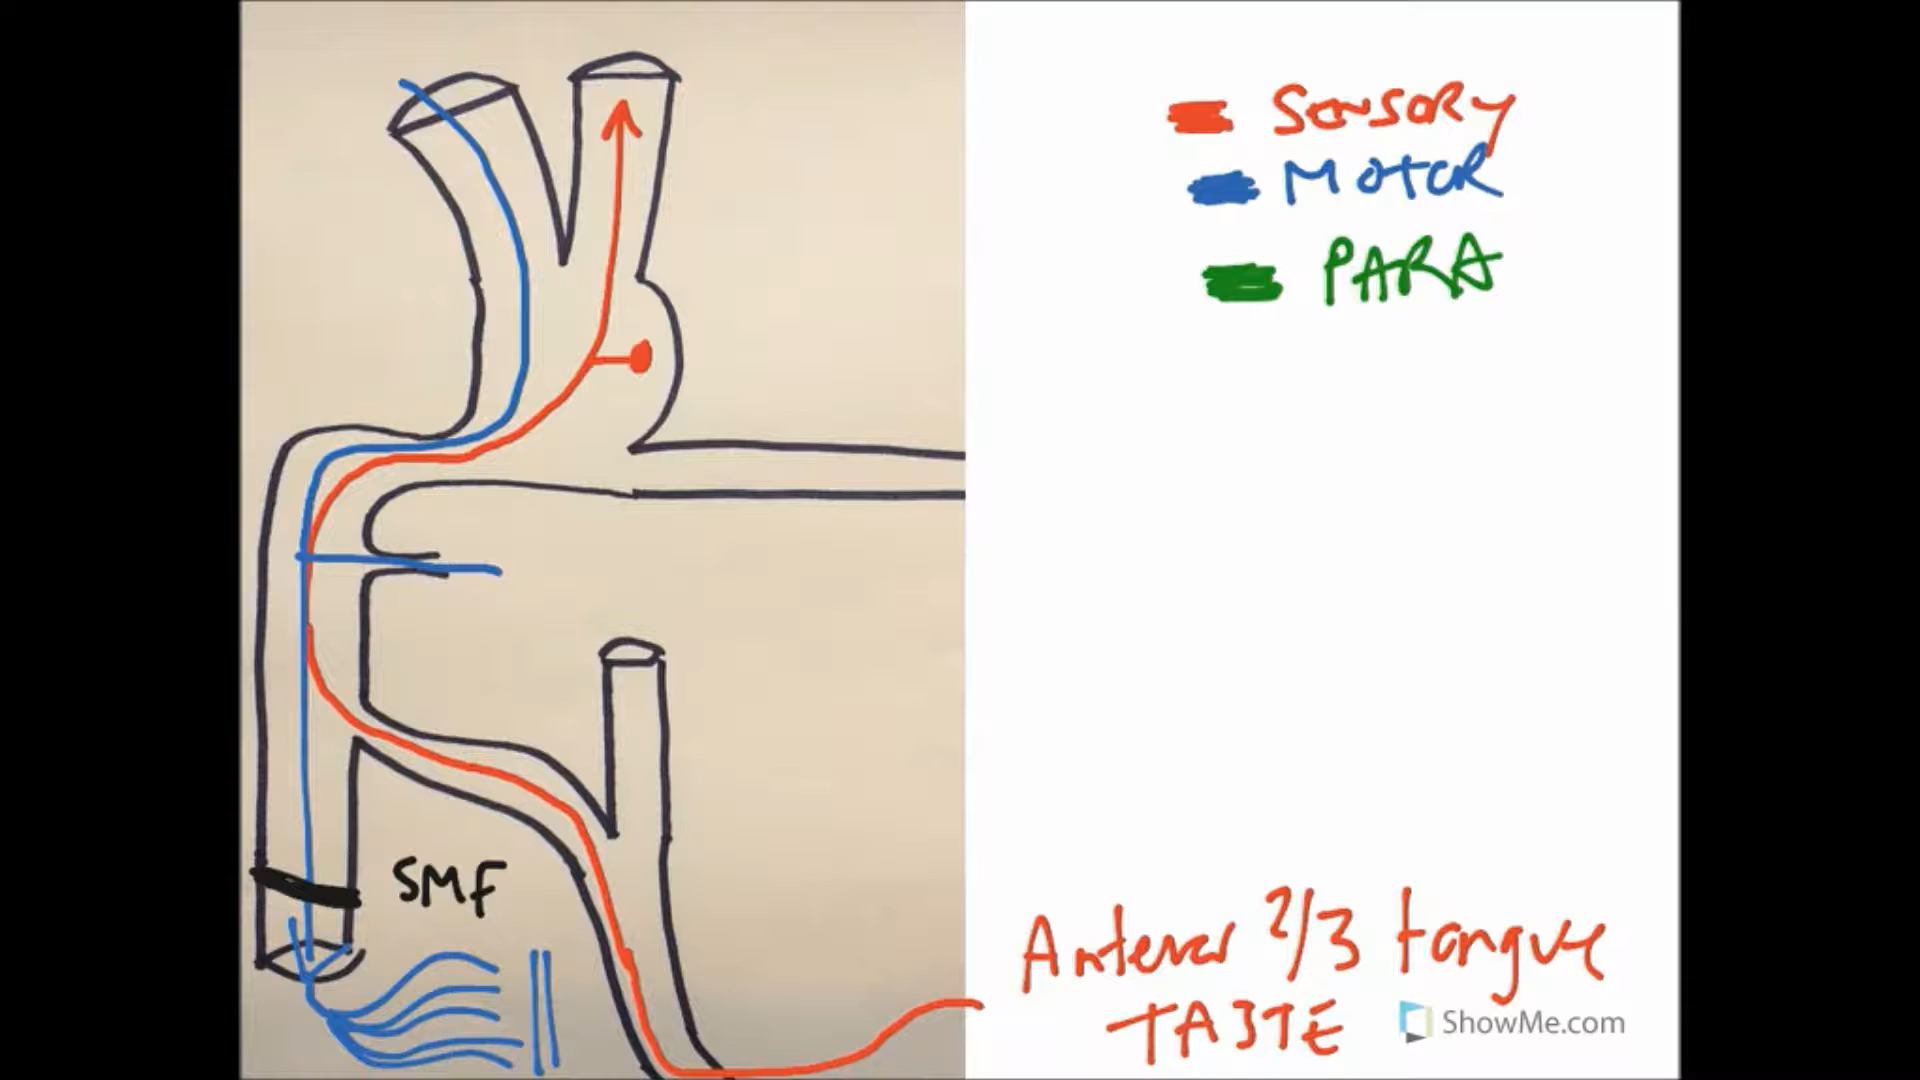 SENSORY
MOTOR
PARA
SMF
Anterior 2/3 tongue
TASTE
ShowMe.com